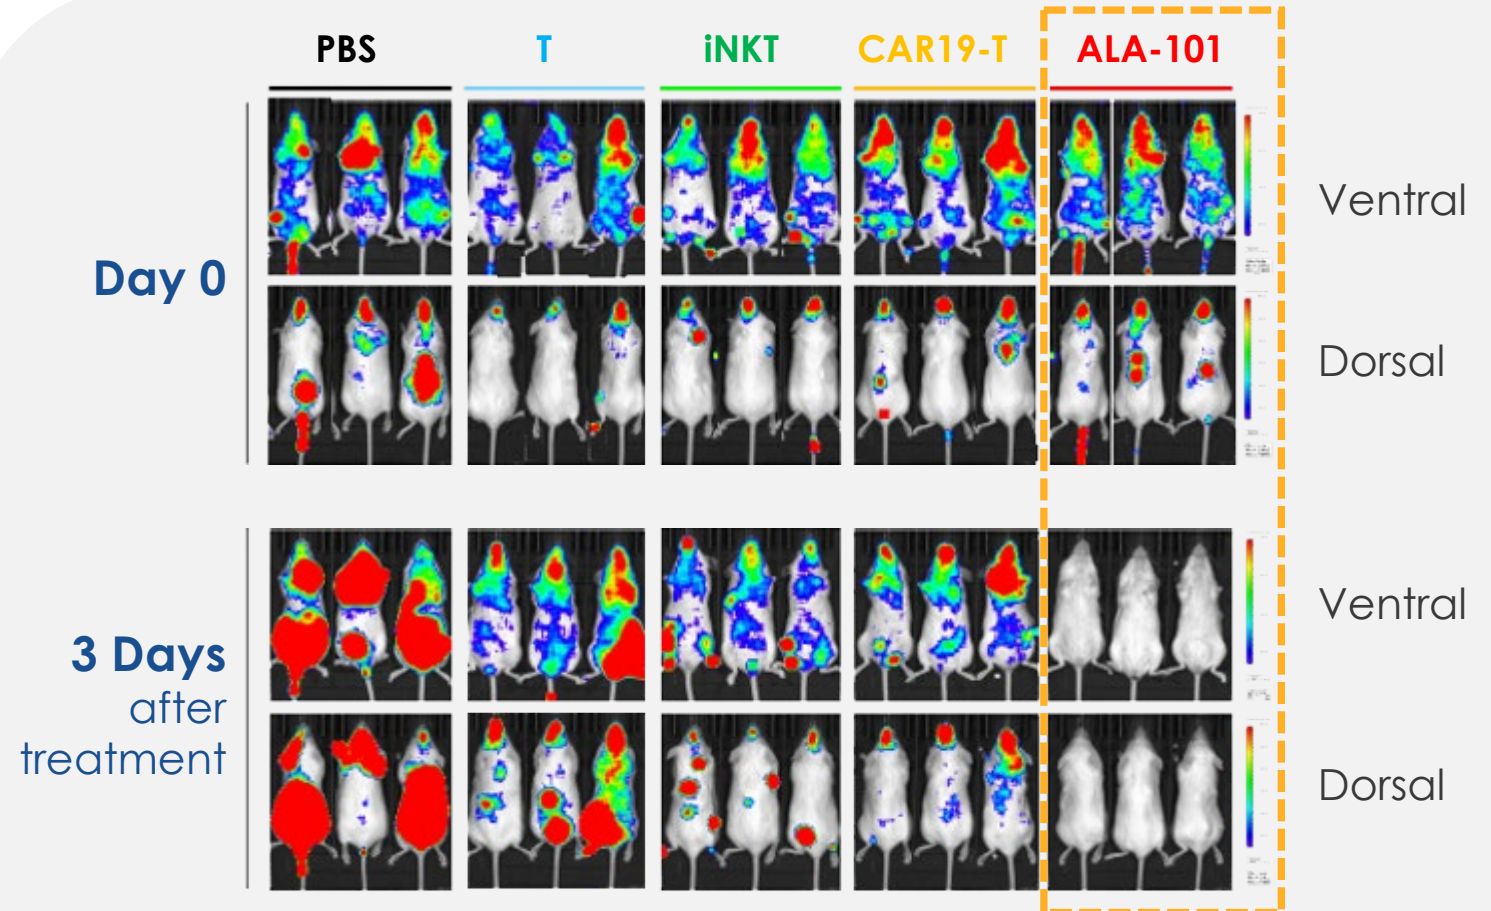 PBS
T
iNKT
CAR19-T
ALA-101
Day 0
Ventral
Dorsal
3 Days
after
treatment
Ventral
Dorsal